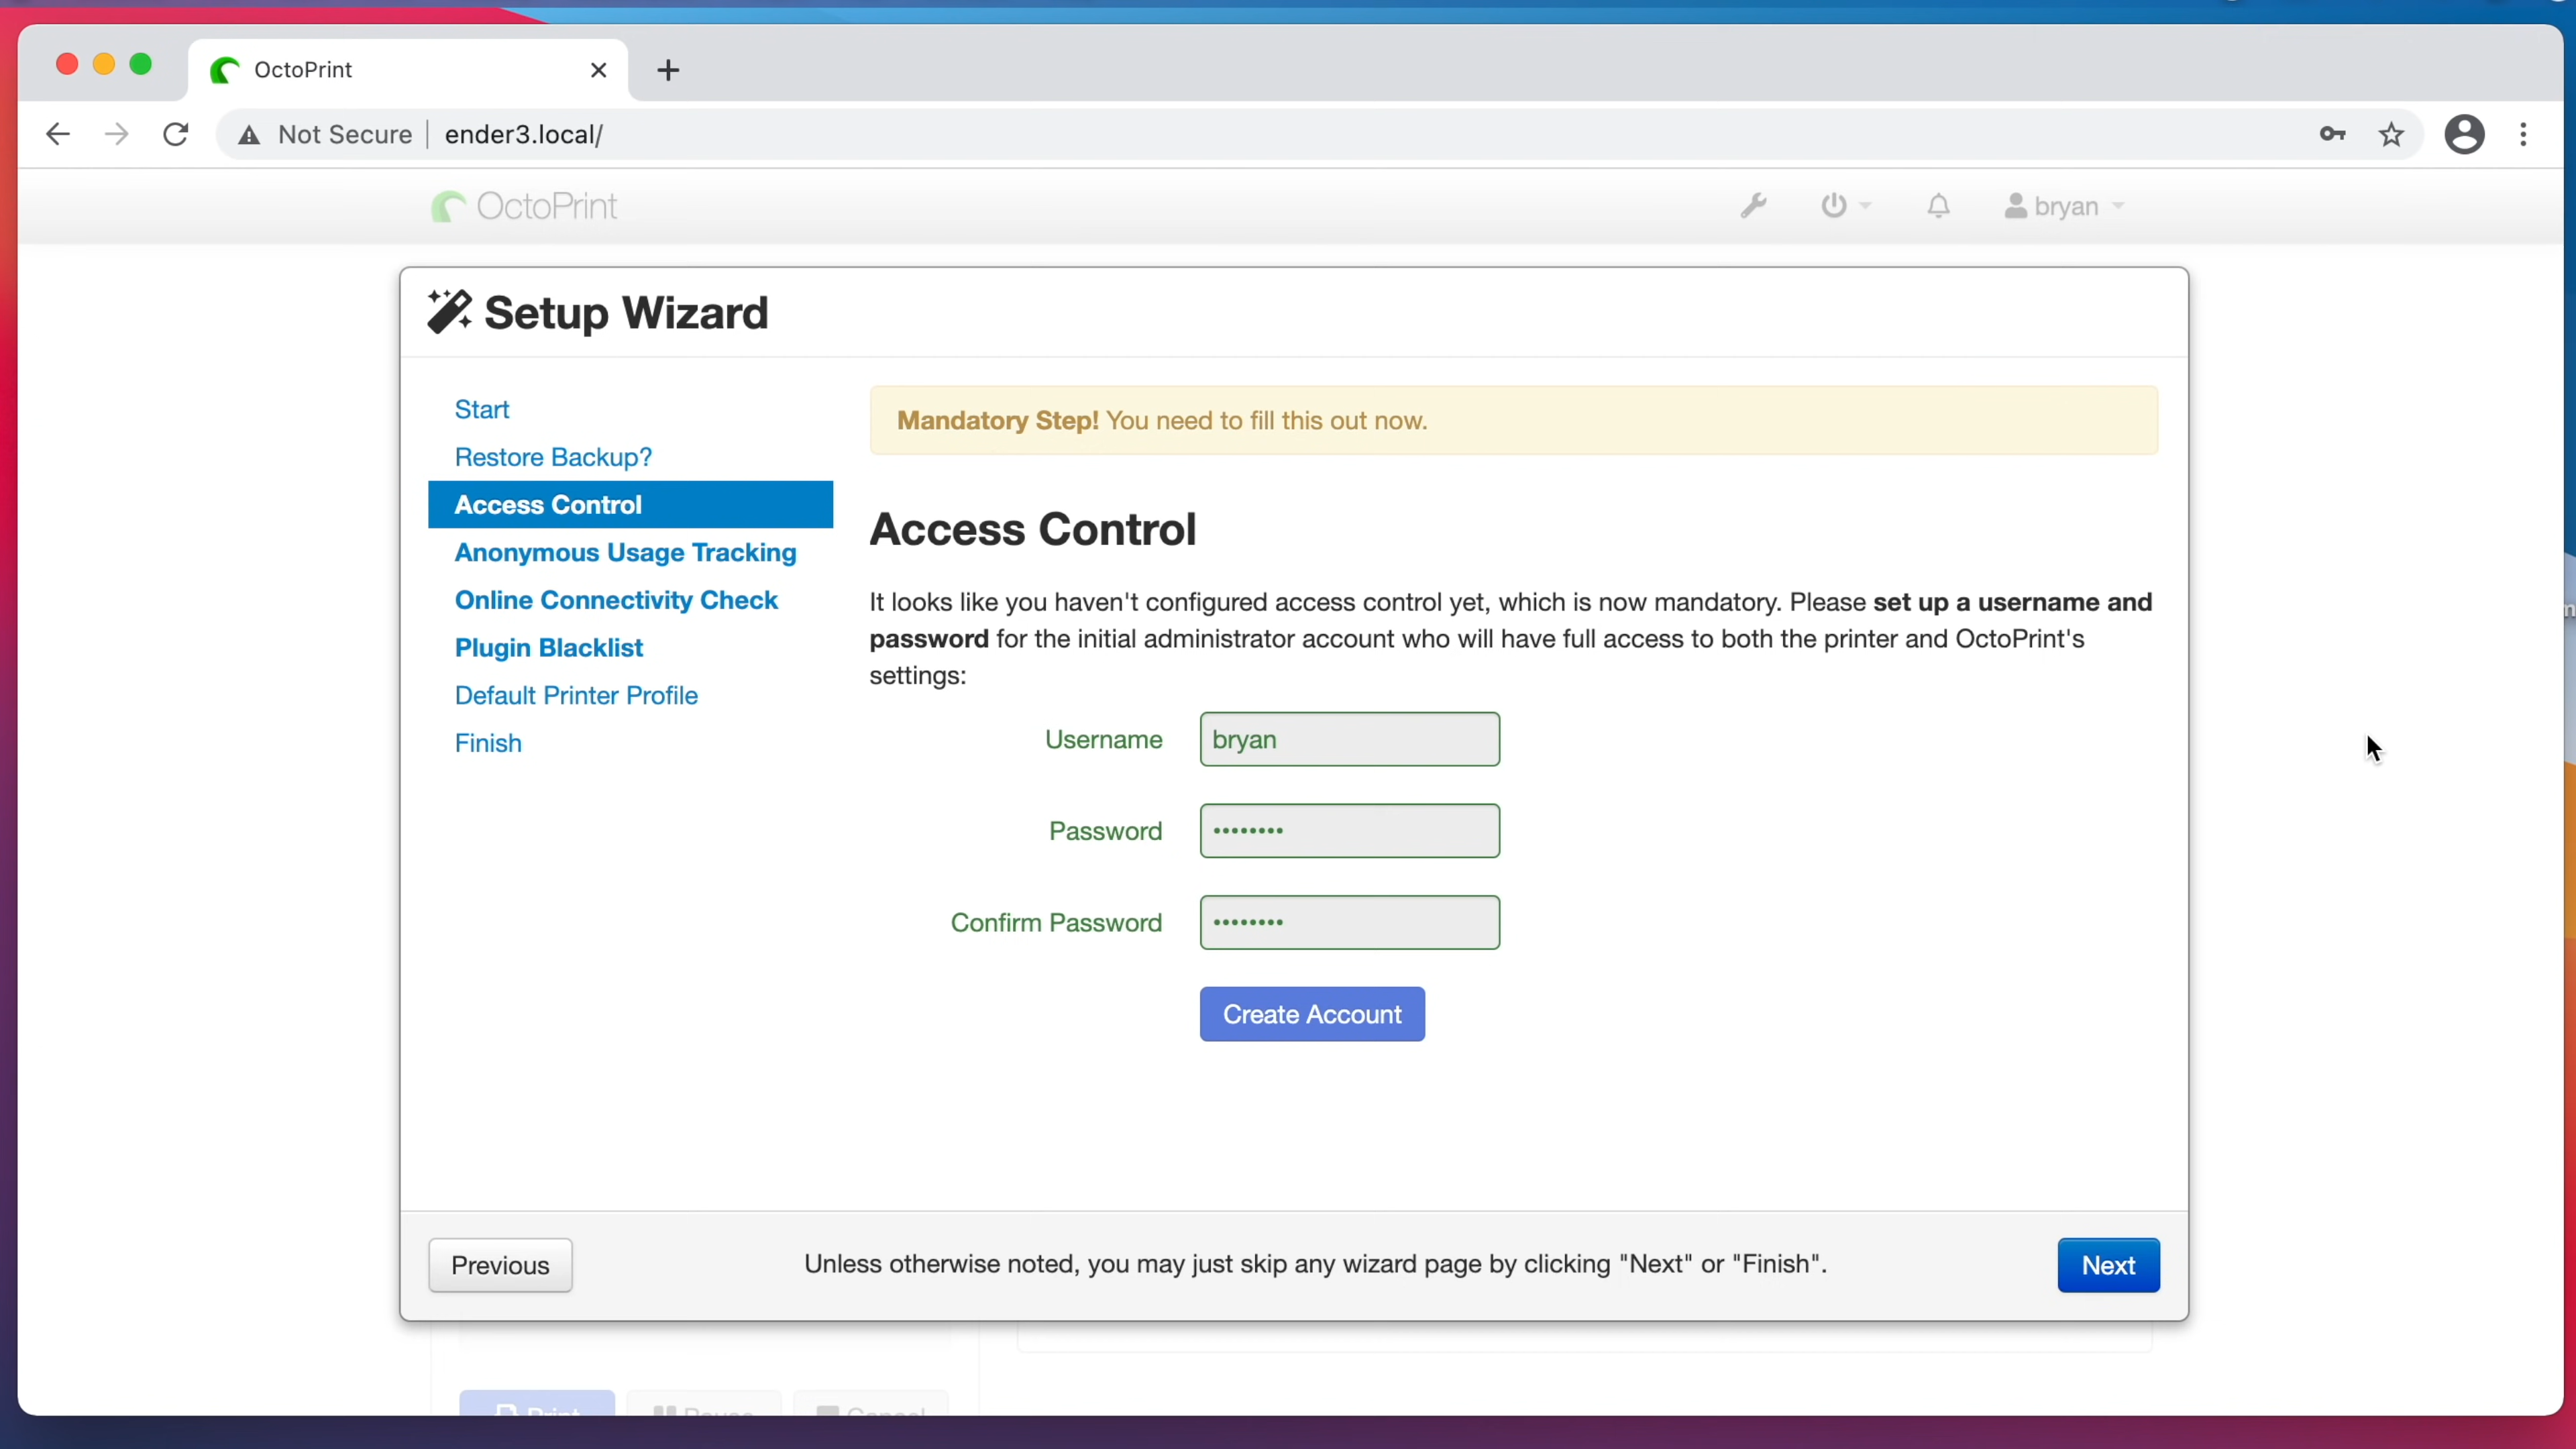 OctoPrint
Not Secure
ender3.local/
OctoPrint
bryan
Setup Wizard
Start
Restore Backup?
Access Control
Anonymous Usage Tracking
Online Connectivity Check
Plugin Blacklist
Default Printer Profile
Finish
Mandatory Step! You need to fill this out now.
Access Control
It looks like you haven't configured access control yet, which is now mandatory. Please set up a username and
password for the initial administrator account who will have full access to both the printer and OctoPrint's
settings:
Username
bryan
Password
••••••••
Confirm Password
••••••••
Create Account
Previous
Unless otherwise noted, you may just skip any wizard page by clicking "Next" or "Finish".
Next
Print
Pause
Cancel